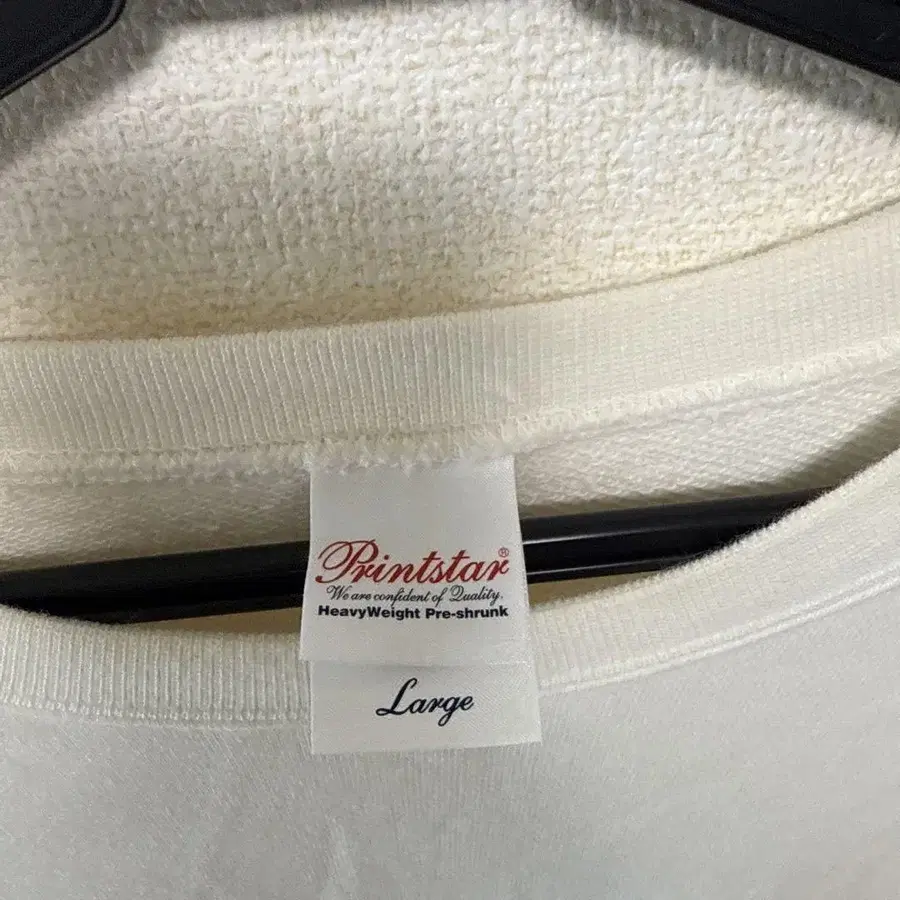 Printstar®
We are confident of Quality.
HeavyWeight Pre-shrunk
Large